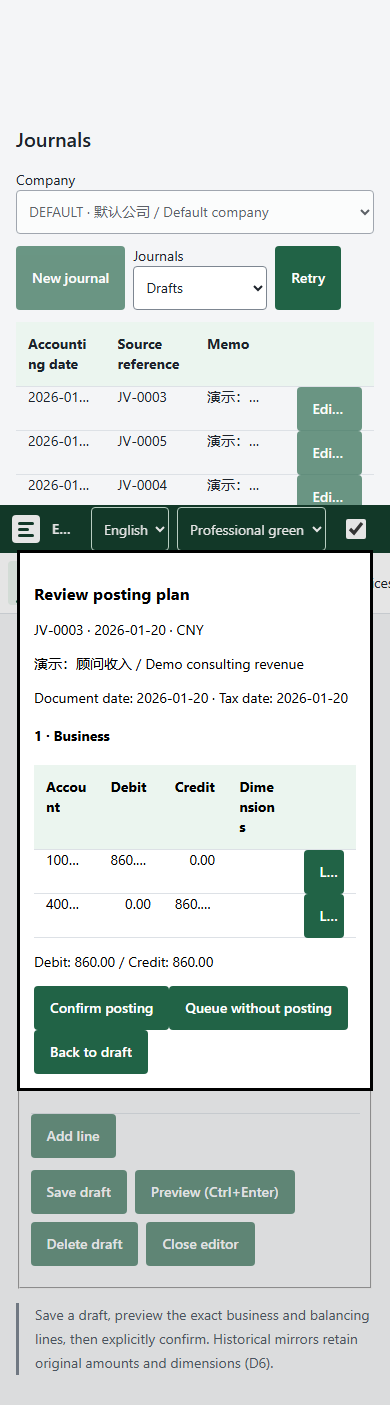 Journals
Company
DEFAULT · 默认公司 / Default company
New journal
Journals
Drafts
Retry
Accounti
ng date
Source
reference
Memo
2026-01... JV-0003 演示： ... Edi...
2026-01... JV-0005 演示： ... Edi...
2026-01... JV-0004 演示： ... Edi...
E... English Professional green
ces
Review posting plan
JV-0003 · 2026-01-20 · CNY
演示：顾问收入 / Demo consulting revenue
Document date: 2026-01-20 · Tax date: 2026-01-20
1 · Business
Accou
nt
Debit
Credit
Dime
nsion
s
100... 860.... 0.00 L...
400... 0.00 860.... L...
Debit: 860.00 / Credit: 860.00
Confirm posting Queue without posting
Back to draft
Add line
Save draft Preview (Ctrl+Enter)
Delete draft Close editor
Save a draft, preview the exact business and balancing
lines, then explicitly confirm. Historical mirrors retain
original amounts and dimensions (D6).